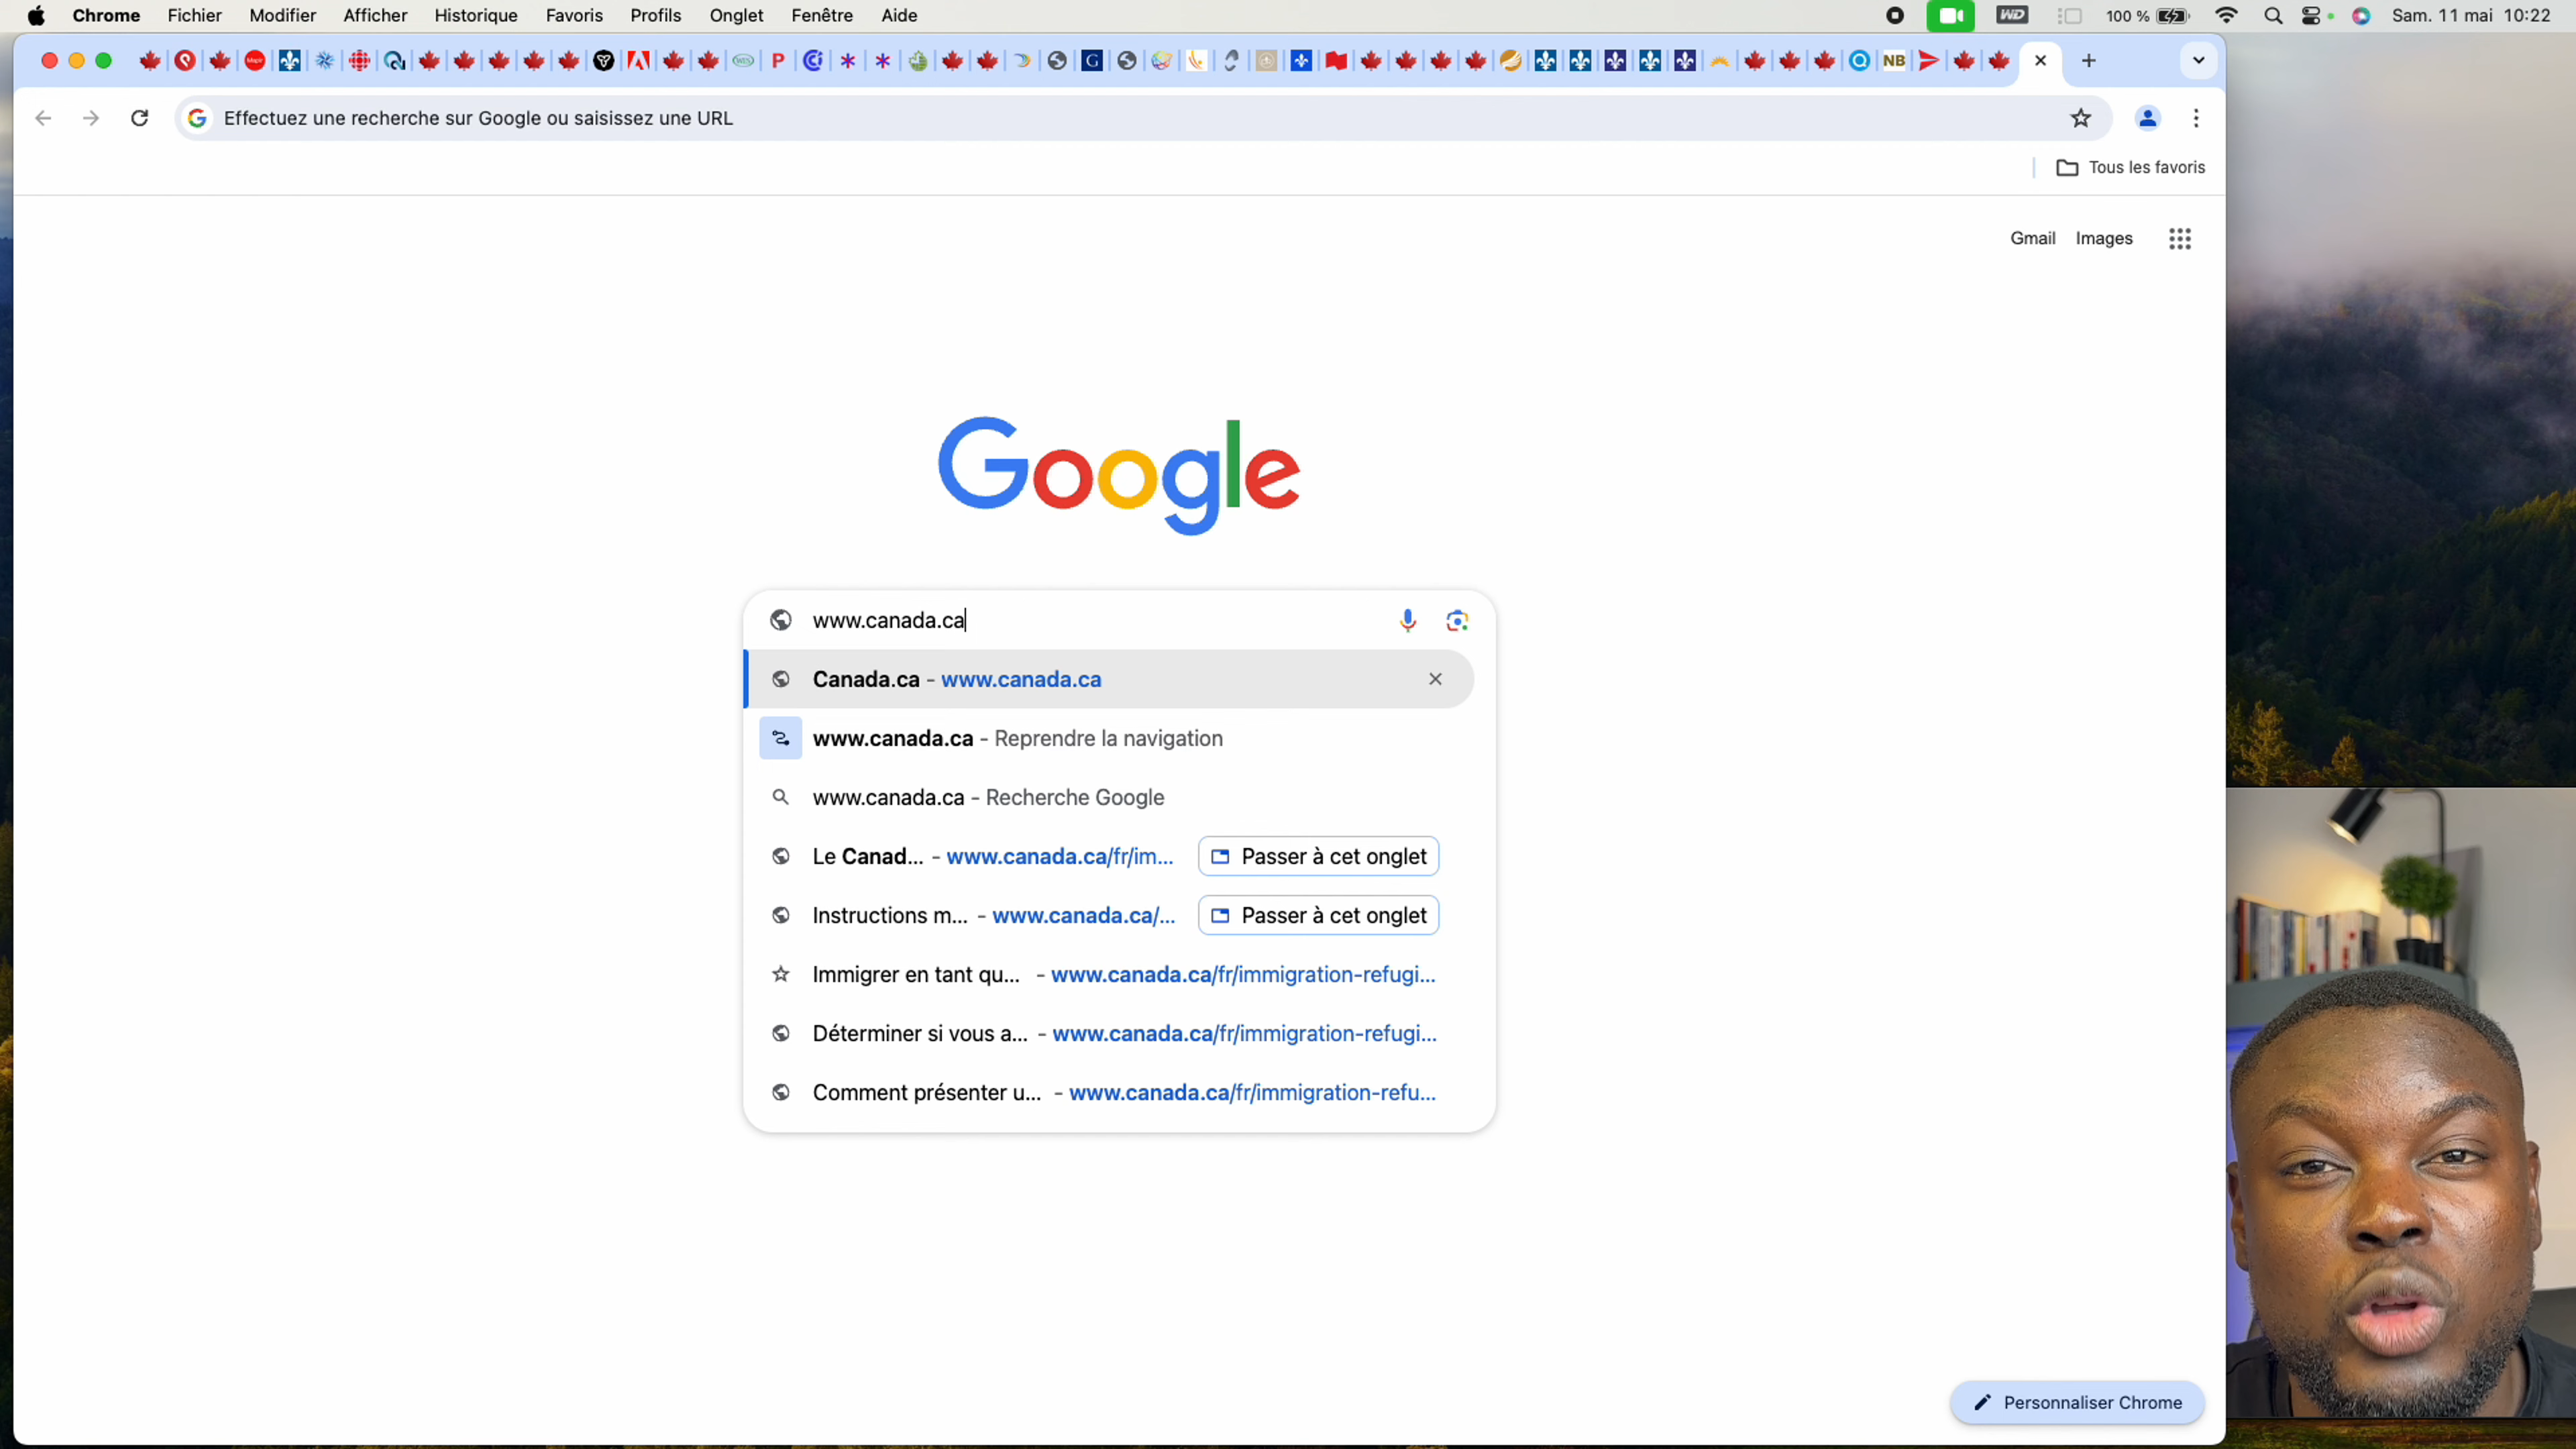 Chrome Fichier Modifier Afficher Historique Favoris Profils Onglet Fenêtre Aide
WD 100 % Sam. 11 mai 10:22
Effectuez une recherche sur Google ou saisissez une URL
Tous les favoris
Gmail Images
Google
www.canada.ca
Canada.ca - www.canada.ca
www.canada.ca - Reprendre la navigation
www.canada.ca - Recherche Google
Le Canad... - www.canada.ca/fr/im... Passer à cet onglet
Instructions m... - www.canada.ca/... Passer à cet onglet
Immigrer en tant qu... - www.canada.ca/fr/immigration-refugi...
Déterminer si vous a... - www.canada.ca/fr/immigration-refugi...
Comment présenter u... - www.canada.ca/fr/immigration-refu...
Personnaliser Chrome